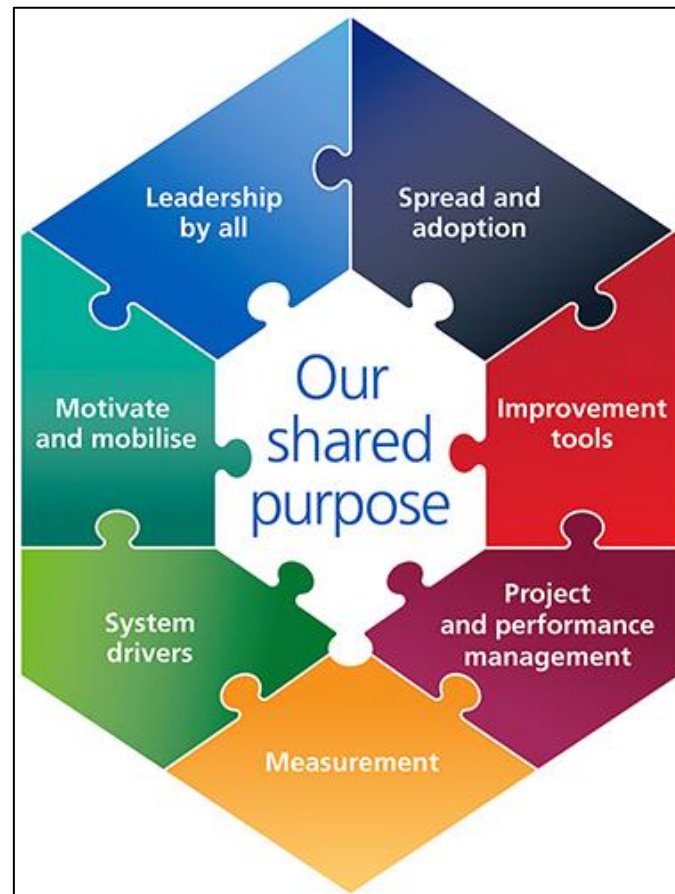 Leadership
by all
Spread and
adoption
Our
shared
purpose
Motivate
and mobilise
Improvement
tools
System
drivers
Project
and performance
management
Measurement